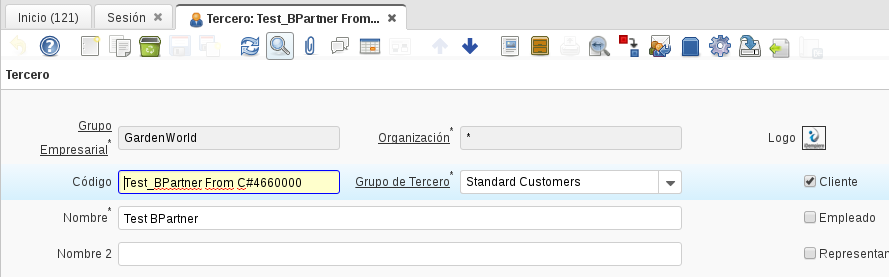 Inicio (121) Sesión Tercero: Test_BPartner From...
Tercero
Grupo Empresarial* GardenWorld Organización* * Logo
Código Test_BPartner From C#4660000 Grupo de Tercero* Standard Customers Cliente
Nombre* Test BPartner Empleado
Nombre 2 Representan